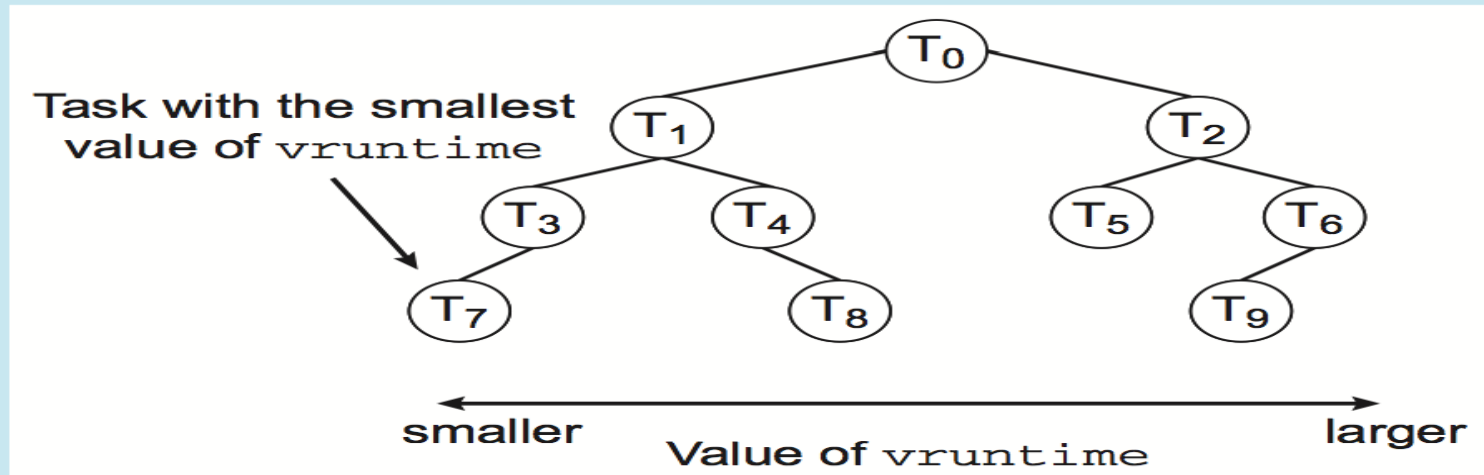 T₀
Task with the smallest
value of vruntime
T₁
T₂
T₃
T₄
T₅
T₆
T₇
T₈
T₉
smaller
larger
Value of vruntime